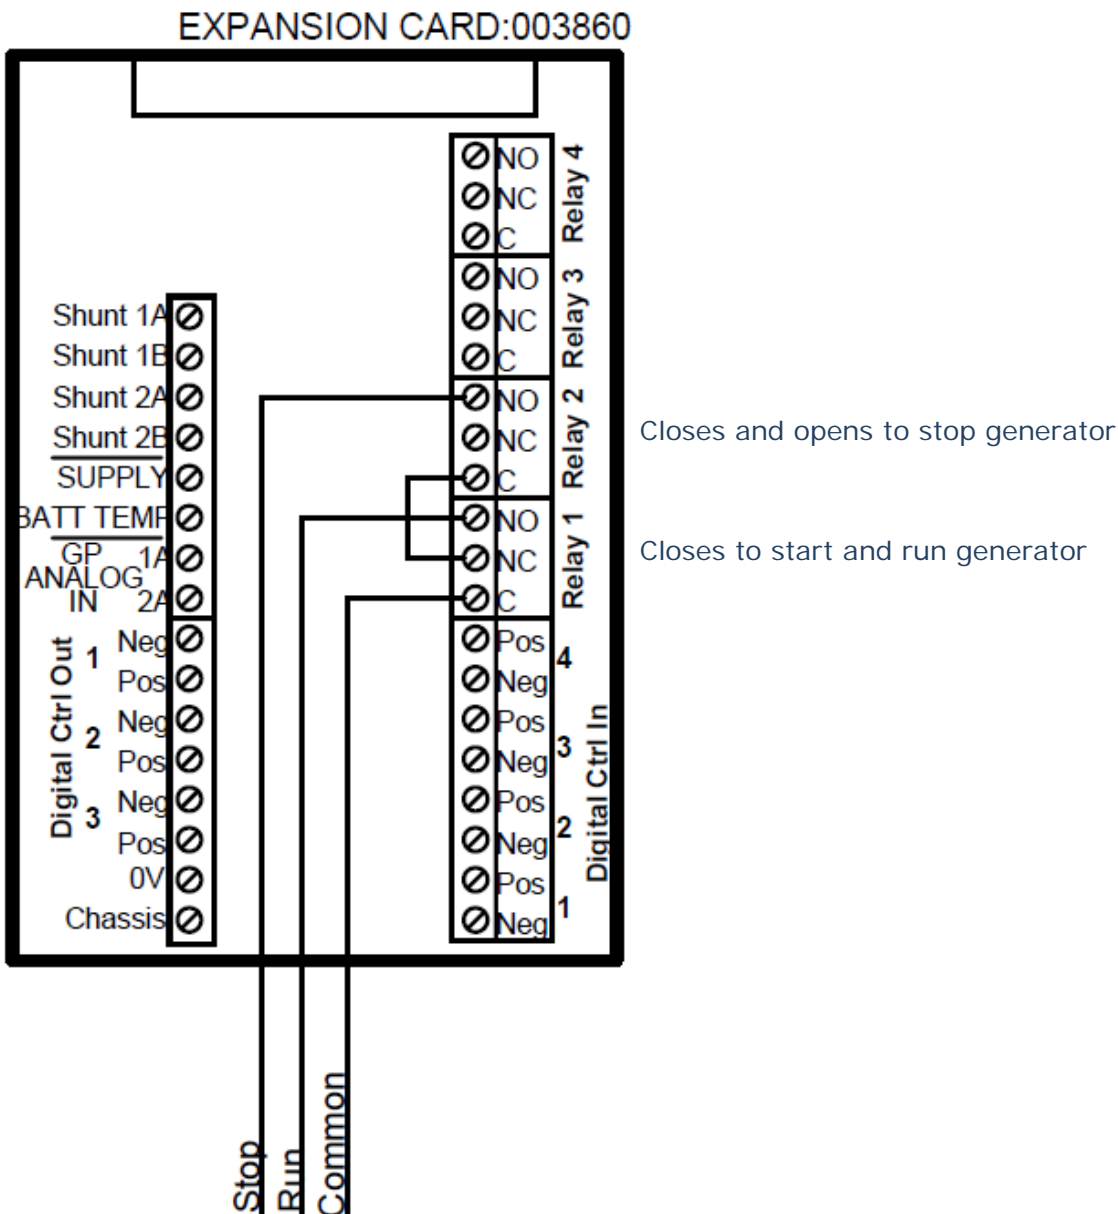 EXPANSION CARD:003860
NO
NC
C
Relay 4
NO
NC
C
Relay 3
NO
NC
C
Relay 2
NO
NC
C
Relay 1
Closes and opens to stop generator
Closes to start and run generator
Shunt 1A
Shunt 1B
Shunt 2A
Shunt 2B
SUPPLY
BATT TEMP
GP 1A
ANALOG
IN 2A
Digital Ctrl Out
1
Neg
Pos
2
Neg
Pos
3
Neg
Pos
0V
Chassis
Pos
Neg
4
Pos
Neg
3
Pos
Neg
2
Pos
Neg
1
Digital Ctrl In
Stop
Run
Common